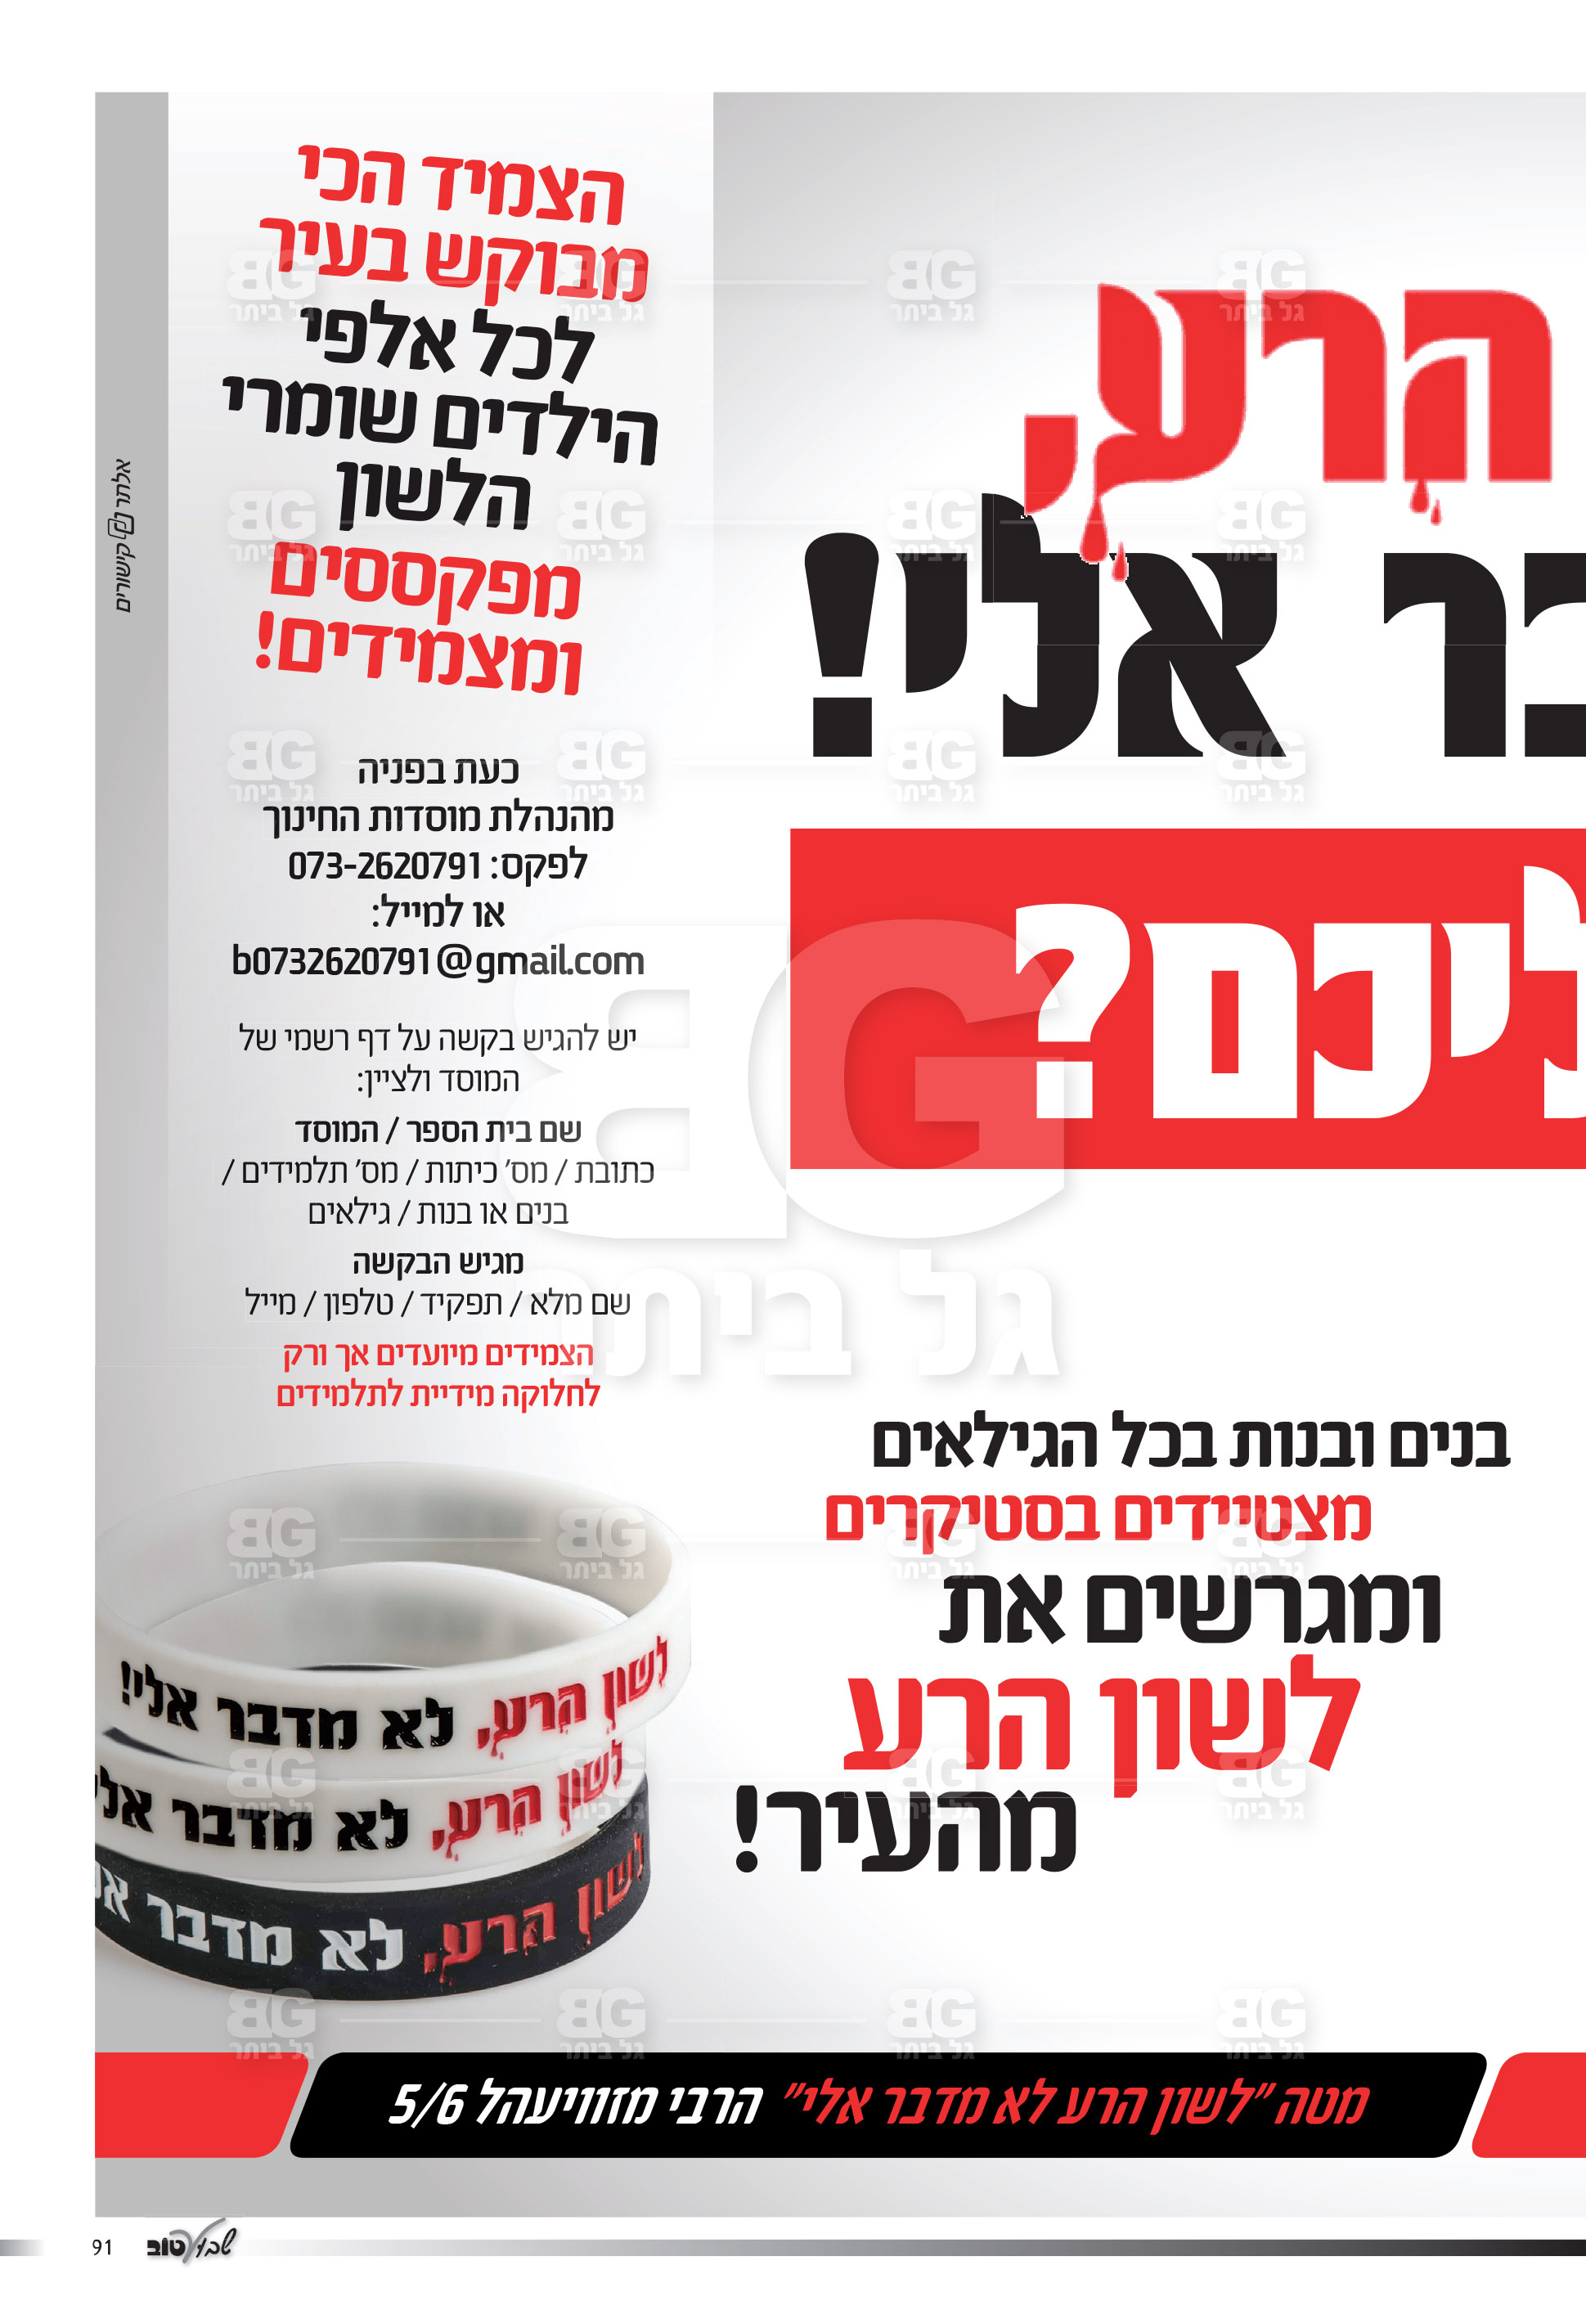 הרע,
בר אלי!
ליכם?
בנים ובנות בכל הגילאים
מצטיידים בסטיקרים
ומגרשים את
לשון הרע
מהעיר!
הצמיד הכי
מבוקש בעיר
לכל אלפי
הילדים שומרי
הלשון
מפקססים
ומצמידים!
כעת בפניה
מהנהלת מוסדות החינוך
לפקס: 073-2620791
או למייל:
b0732620791@gmail.com
יש להגיש בקשה על דף רשמי של
המוסד ולציין:
שם בית הספר / המוסד
כתובת / מס' כיתות / מס' תלמידים /
בנים או בנות / גילאים
מגיש הבקשה
שם מלא / תפקיד / טלפון / מייל
הצמידים מיועדים אך ורק
לחלוקה מידיית לתלמידים
לשון הרע, לא מדבר אלי!
לשון הרע, לא מדבר אלי
לשון הרע, לא מדבר
אלתר קשורים
מטה "לשון הרע לא מדבר אלי" הרבי מזוויעהל 5/6
91 שבוע טוב
BG
גל ביתר